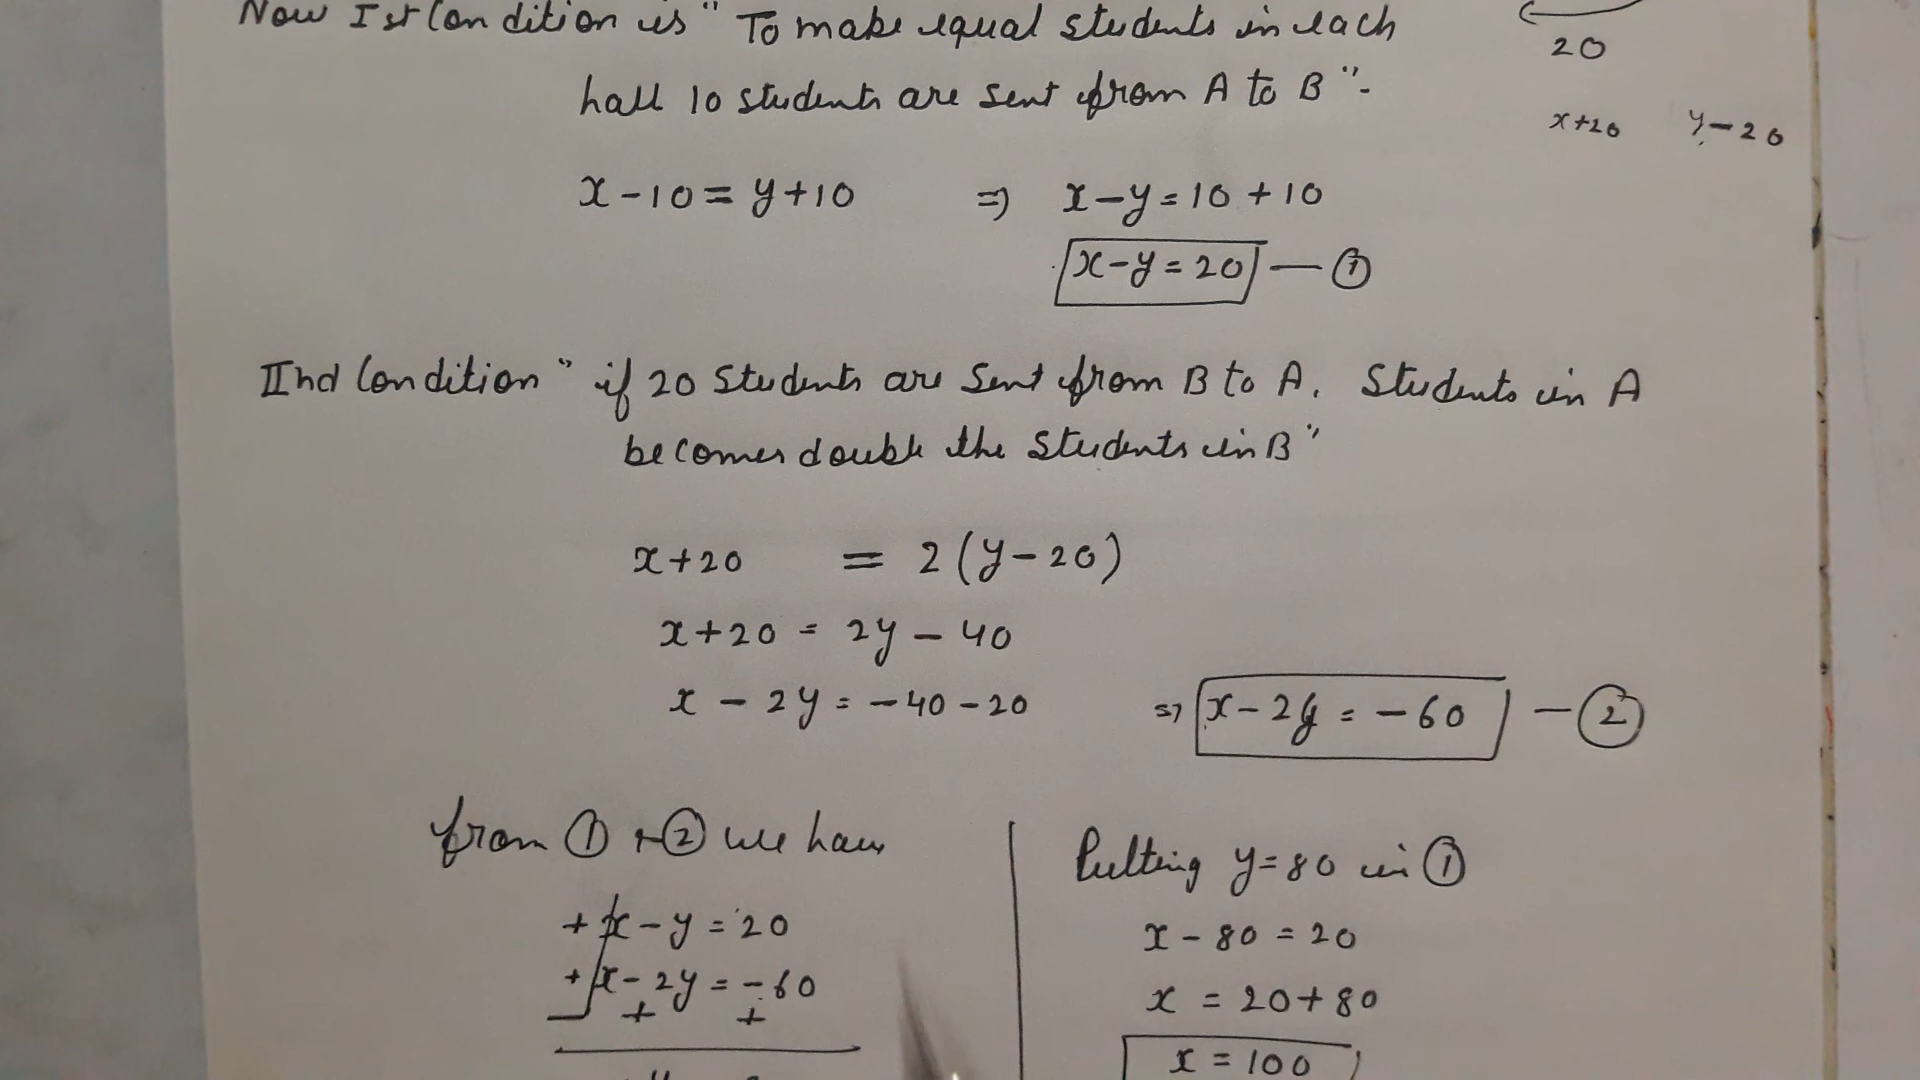 Now Ist Condition is " To make equal students in each
hall 10 students are sent from A to B ".
20
x+20 y-20
x-10 = y+10 => x-y = 10 + 10
x-y = 20 — ①
IInd Condition " if 20 Students are sent from B to A. Students in A
becomes double the students in B "
x+20 = 2(y-20)
x+20 = 2y - 40
x - 2y = -40 - 20 => x-2y = -60 — ②
from ① + ② we have
+x - y = 20
+x - 2y = -60
- + +
Putting y = 80 in ①
x - 80 = 20
x = 20 + 80
x = 100